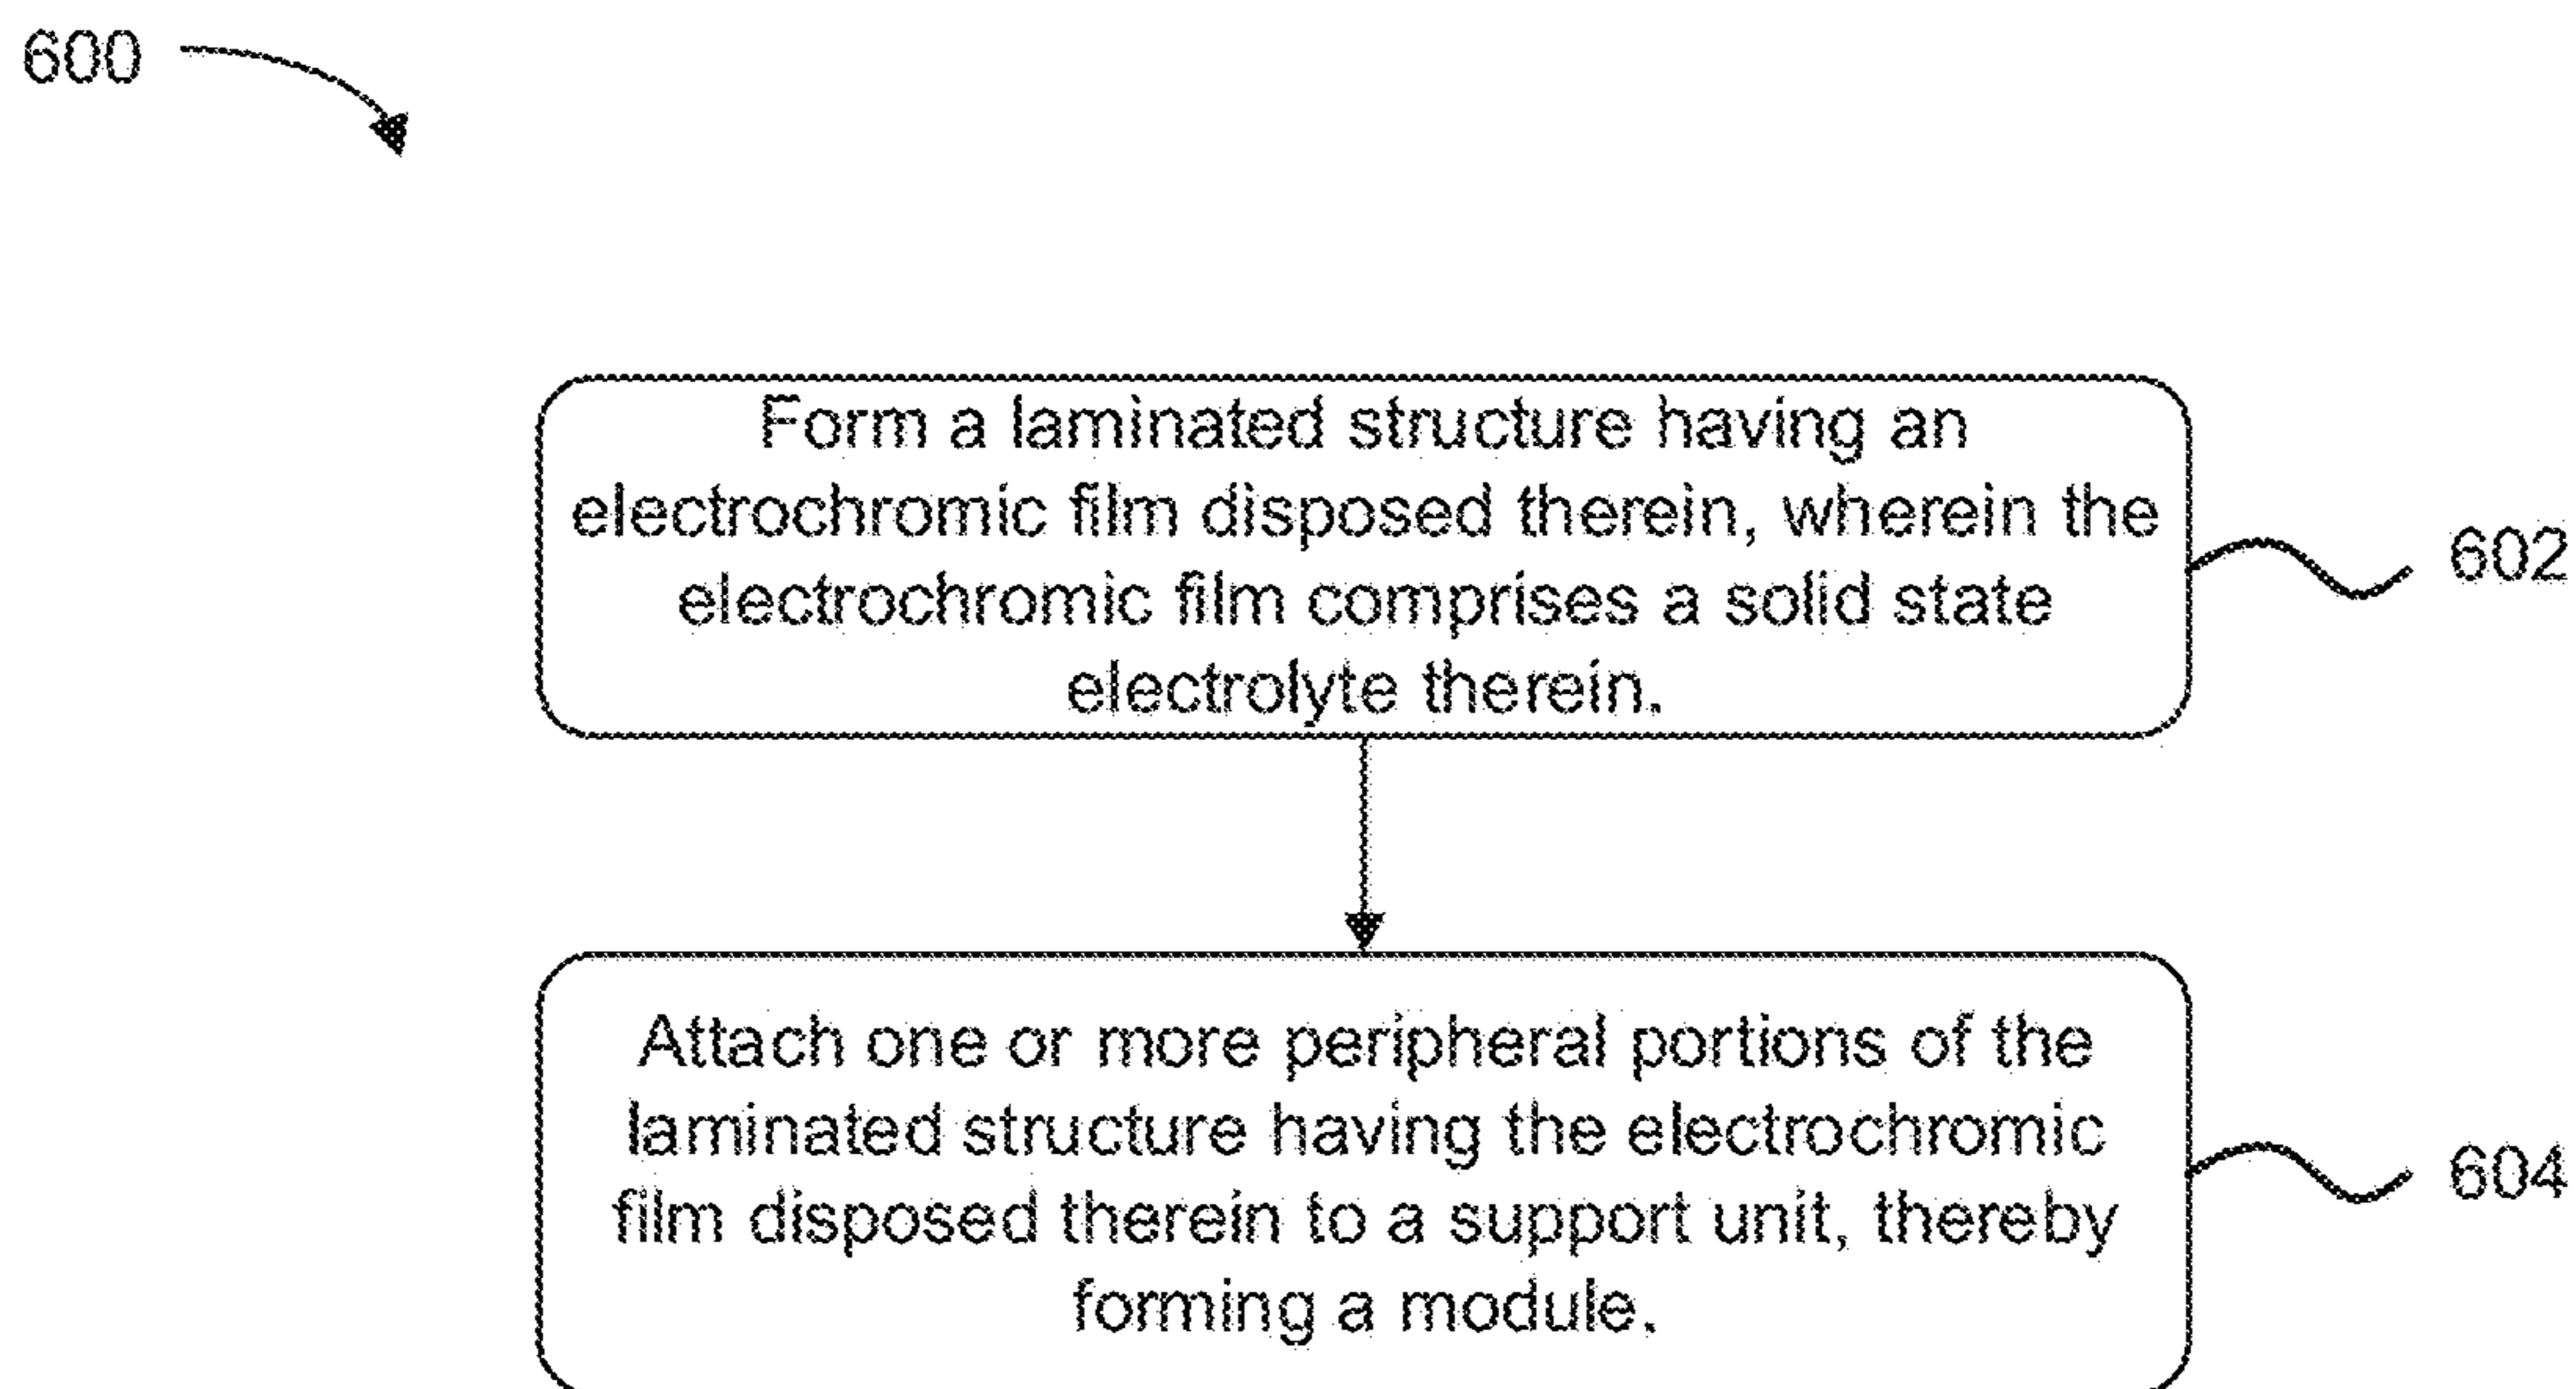 600
Form a laminated structure having an
electrochromic film disposed therein, wherein the
electrochromic film comprises a solid state
electrolyte therein.
602
Attach one or more peripheral portions of the
laminated structure having the electrochromic
film disposed therein to a support unit, thereby
forming a module.
604